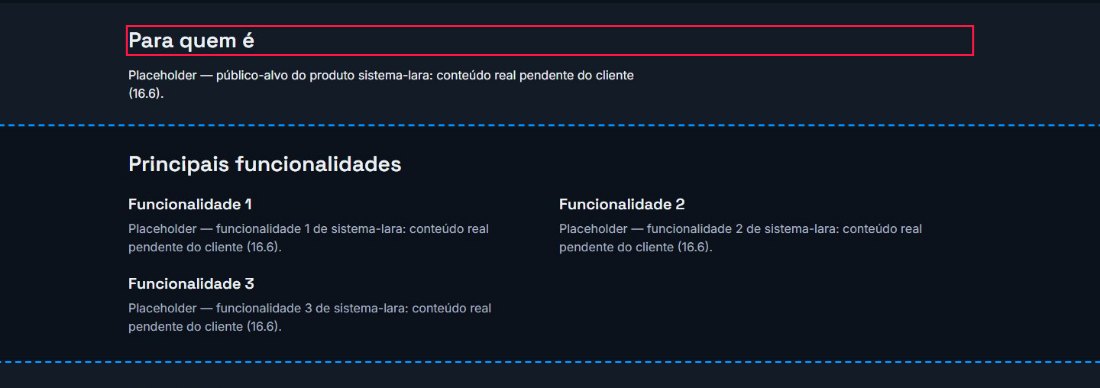 Para quem é
Placeholder — público-alvo do produto sistema-lara: conteúdo real pendente do cliente
(16.6).
Principais funcionalidades
Funcionalidade 1
Placeholder — funcionalidade 1 de sistema-lara: conteúdo real
pendente do cliente (16.6).
Funcionalidade 2
Placeholder — funcionalidade 2 de sistema-lara: conteúdo real
pendente do cliente (16.6).
Funcionalidade 3
Placeholder — funcionalidade 3 de sistema-lara: conteúdo real
pendente do cliente (16.6).